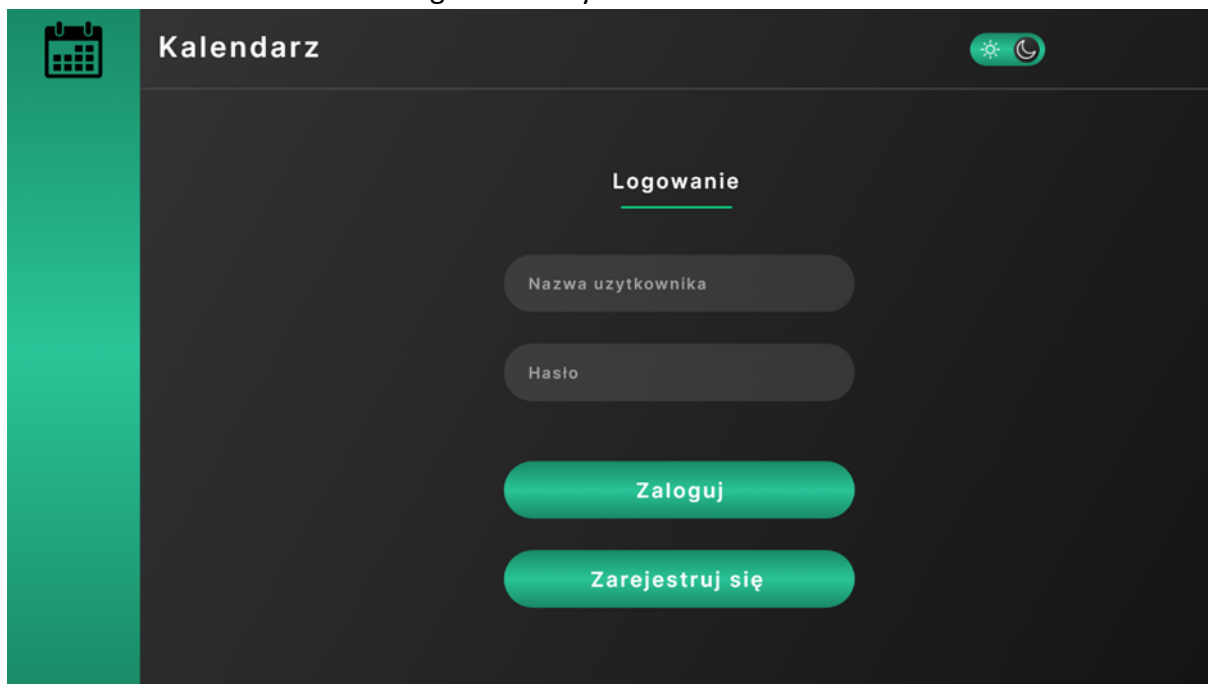 Kalendarz
Logowanie
Nazwa uzytkownika
Hasło
Zaloguj
Zarejestruj się